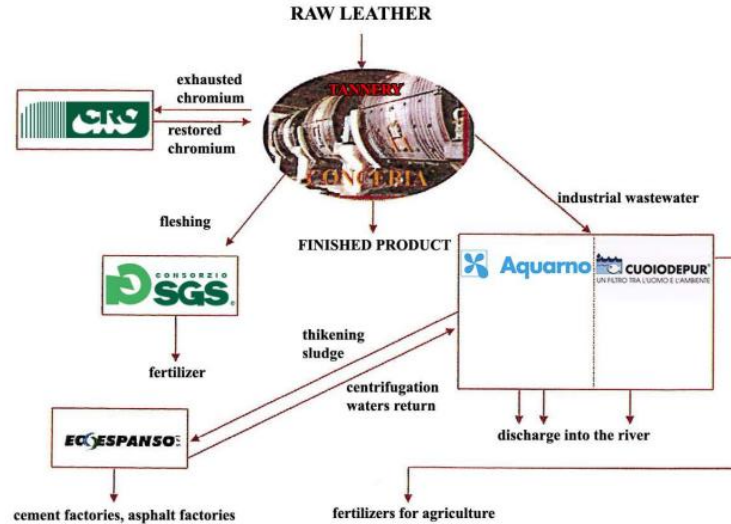 RAW LEATHER
exhausted
chromium
CRC
restored
chromium
TANNERY
CONCERIA
industrial wastewater
fleshing
FINISHED PRODUCT
Aquarno
CUOIODEPUR®
UN FILTRO TRA L'UOMO E L'AMBIENTE
CONSORZIO
SGS®
thikening
sludge
fertilizer
centrifugation
waters return
ECOESPANSO
discharge into the river
cement factories, asphalt factories
fertilizers for agriculture